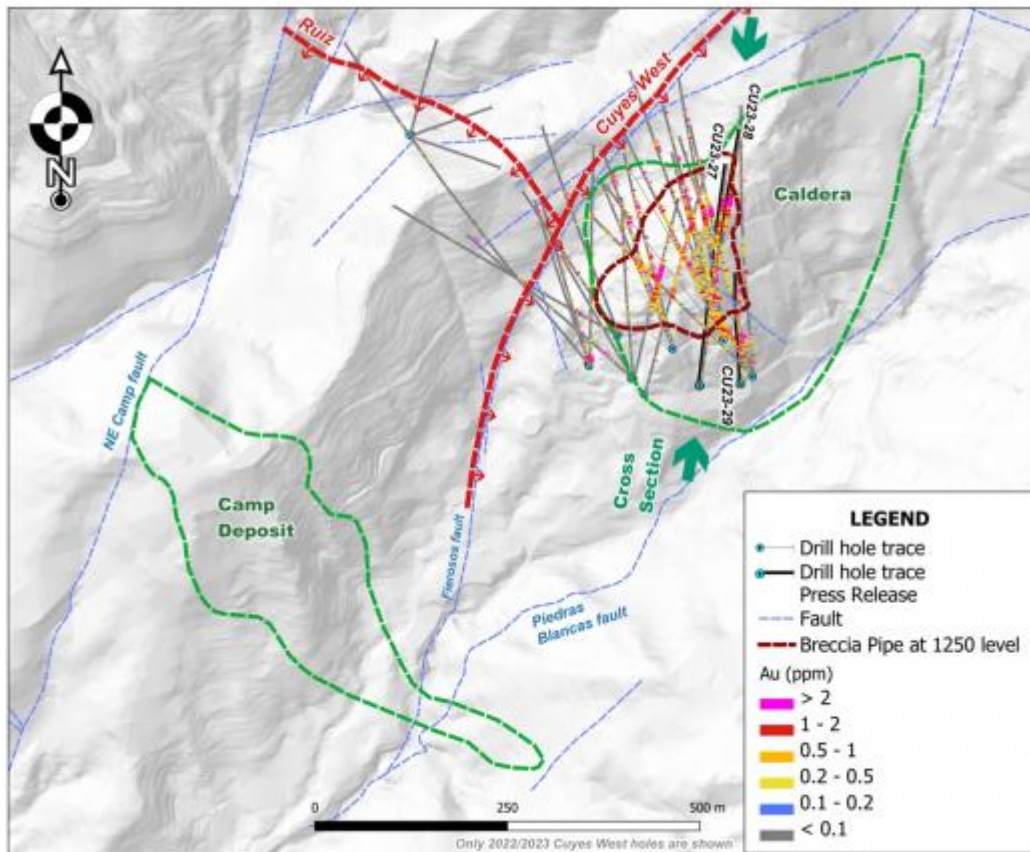 Ruiz
Cuyes West
CU23-28
CU23-27
N
Caldera
CU23-29
NE Camp fault
Cross
Section
Camp
Deposit
Fierosos fault
Piedras
Blancas fault
LEGEND
Drill hole trace
Drill hole trace
Press Release
Fault
Breccia Pipe at 1250 level
Au (ppm)
> 2
1 - 2
0.5 - 1
0.2 - 0.5
0.1 - 0.2
< 0.1
0 250 500 m
Only 2022/2023 Cuyes West holes are shown